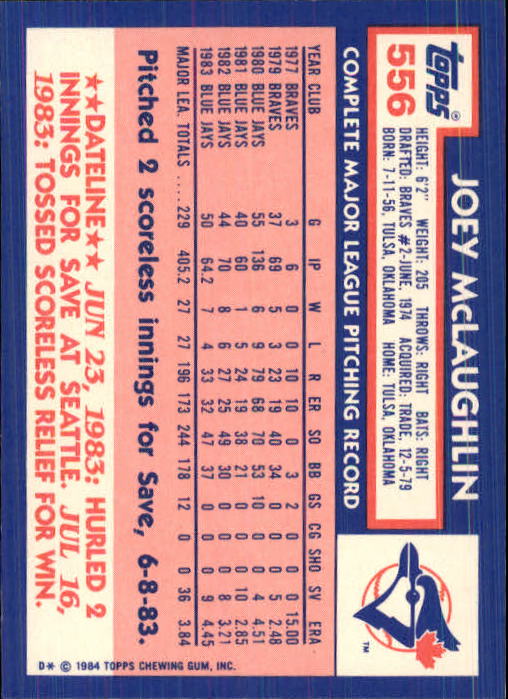 topps®
556
JOEY McLAUGHLIN
HEIGHT: 6'2" WEIGHT: 205 THROWS: RIGHT BATS: RIGHT
DRAFTED: BRAVES #2-JUNE, 1974 ACQUIRED: TRADE, 12-5-79
BORN: 7-11-56, TULSA, OKLAHOMA HOME: TULSA, OKLAHOMA
TM
COMPLETE MAJOR LEAGUE PITCHING RECORD
YEAR CLUB G IP W L R ER SO BB GS CG SHO SV ERA
1977 BRAVES 3 6 0 0 10 10 0 3 2 0 0 0 15.00
1979 BRAVES 37 69 5 3 23 19 40 34 0 0 0 5 2.48
1980 BLUE JAYS 55 136 6 9 79 68 70 53 10 0 0 4 4.51
1981 BLUE JAYS 40 60 1 5 24 19 38 21 0 0 0 10 2.85
1982 BLUE JAYS 44 70 8 6 27 25 49 30 0 0 0 8 3.21
1983 BLUE JAYS 50 64.2 7 4 33 32 47 37 0 0 0 9 4.45
MAJOR LEA. TOTALS .... 229 405.2 27 27 196 173 244 178 12 0 0 36 3.84
Pitched 2 scoreless innings for Save, 6-8-83.
★★DATELINE★★ JUN 23, 1983: HURLED 2
INNINGS FOR SAVE AT SEATTLE. JUL 16,
1983: TOSSED SCORELESS RELIEF FOR WIN.
D* © 1984 TOPPS CHEWING GUM, INC.